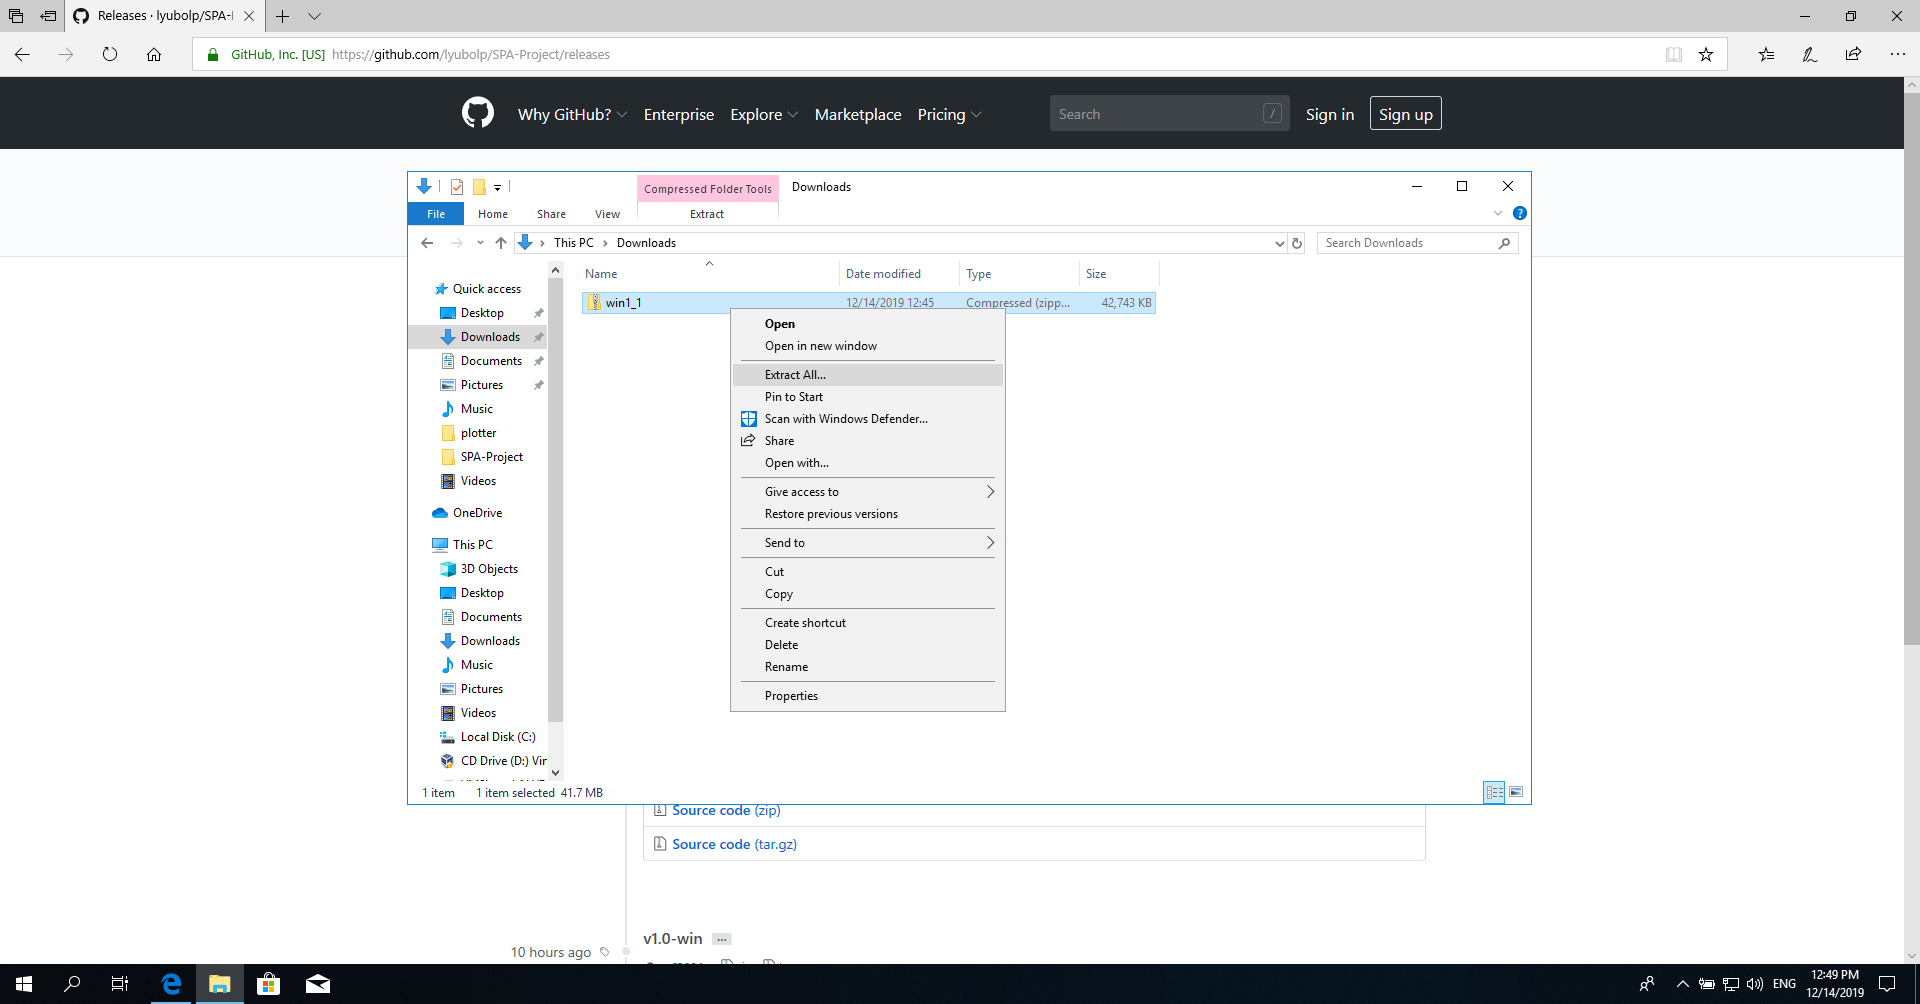 Releases · lyubolp/SPA-I
GitHub, Inc. [US] https://github.com/lyubolp/SPA-Project/releases
Why GitHub? Enterprise Explore Marketplace Pricing Search / Sign in Sign up
Compressed Folder Tools Downloads
File Home Share View Extract
This PC Downloads Search Downloads
Name Date modified Type Size
win1_1 12/14/2019 12:45 Compressed (zipp... 42,743 KB
Quick access
Desktop
Downloads
Documents
Pictures
Music
plotter
SPA-Project
Videos
OneDrive
This PC
3D Objects
Desktop
Documents
Downloads
Music
Pictures
Videos
Local Disk (C:)
CD Drive (D:) Vir
Open
Open in new window
Extract All...
Pin to Start
Scan with Windows Defender...
Share
Open with...
Give access to
Restore previous versions
Send to
Cut
Copy
Create shortcut
Delete
Rename
Properties
1 item 1 item selected 41.7 MB
Source code (zip)
Source code (tar.gz)
v1.0-win ...
10 hours ago
ENG
12:49 PM
12/14/2019